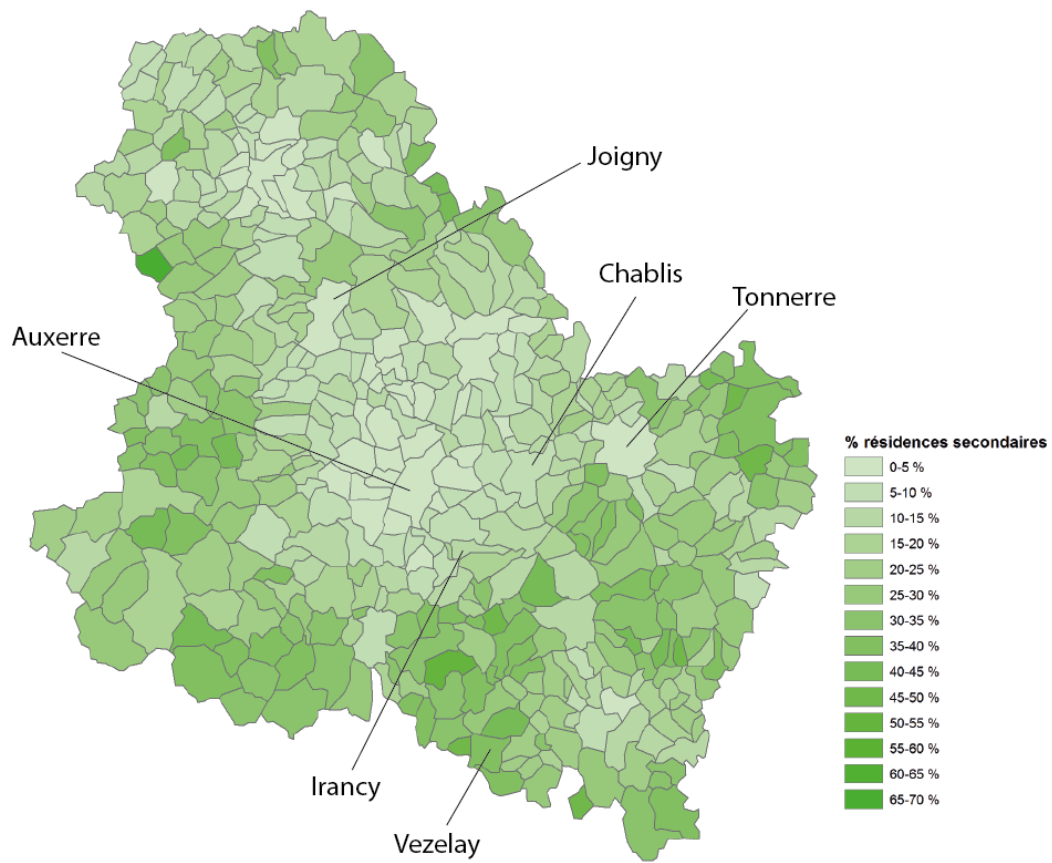 Joigny
Chablis
Tonnerre
Auxerre
Irancy
Vezelay
% résidences secondaires
0-5 %
5-10 %
10-15 %
15-20 %
20-25 %
25-30 %
30-35 %
35-40 %
40-45 %
45-50 %
50-55 %
55-60 %
60-65 %
65-70 %